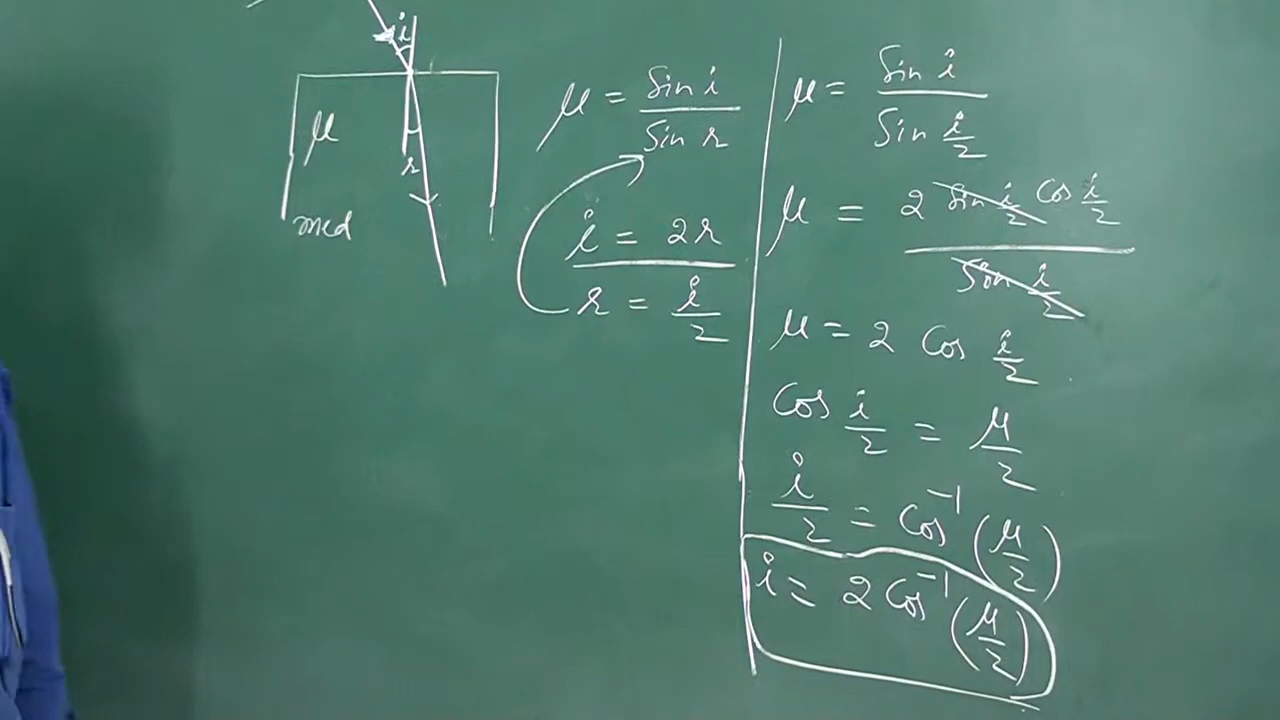 i
μ
r
med
μ = Sin i / Sin r
i = 2r
r = i/2
μ = Sin i / Sin i/2
μ = 2 Sin i/2 Cos i/2 / Sin i/2
μ = 2 Cos i/2
Cos i/2 = μ/2
i/2 = Cos⁻¹ (μ/2)
i = 2 Cos⁻¹ (μ/2)